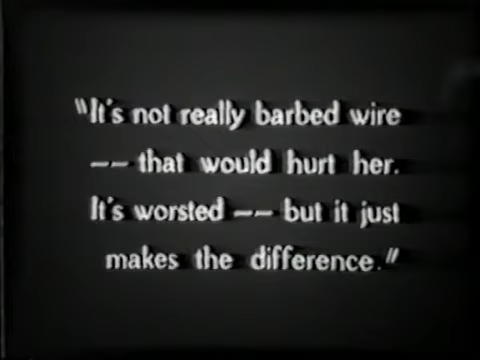 "It's not really barbed wire
-- that would hurt her.
It's worsted -- but it just
makes the difference."